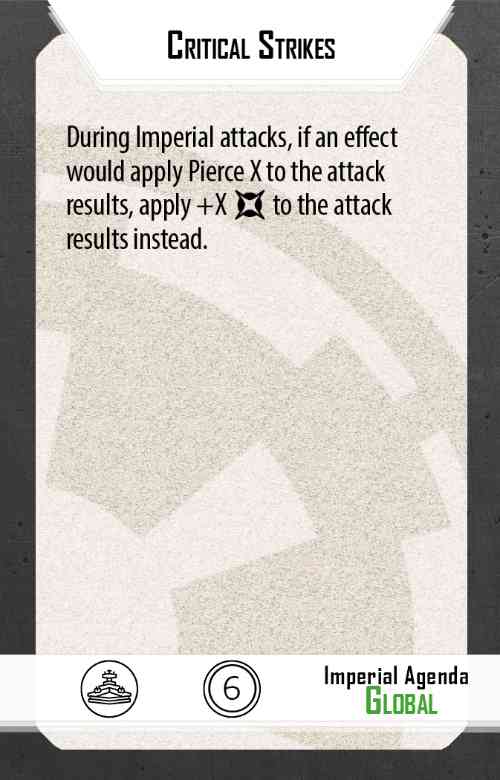 Critical Strikes
During Imperial attacks, if an effect
would apply Pierce X to the attack
results, apply +X to the attack
results instead.
6
Imperial Agenda
Global